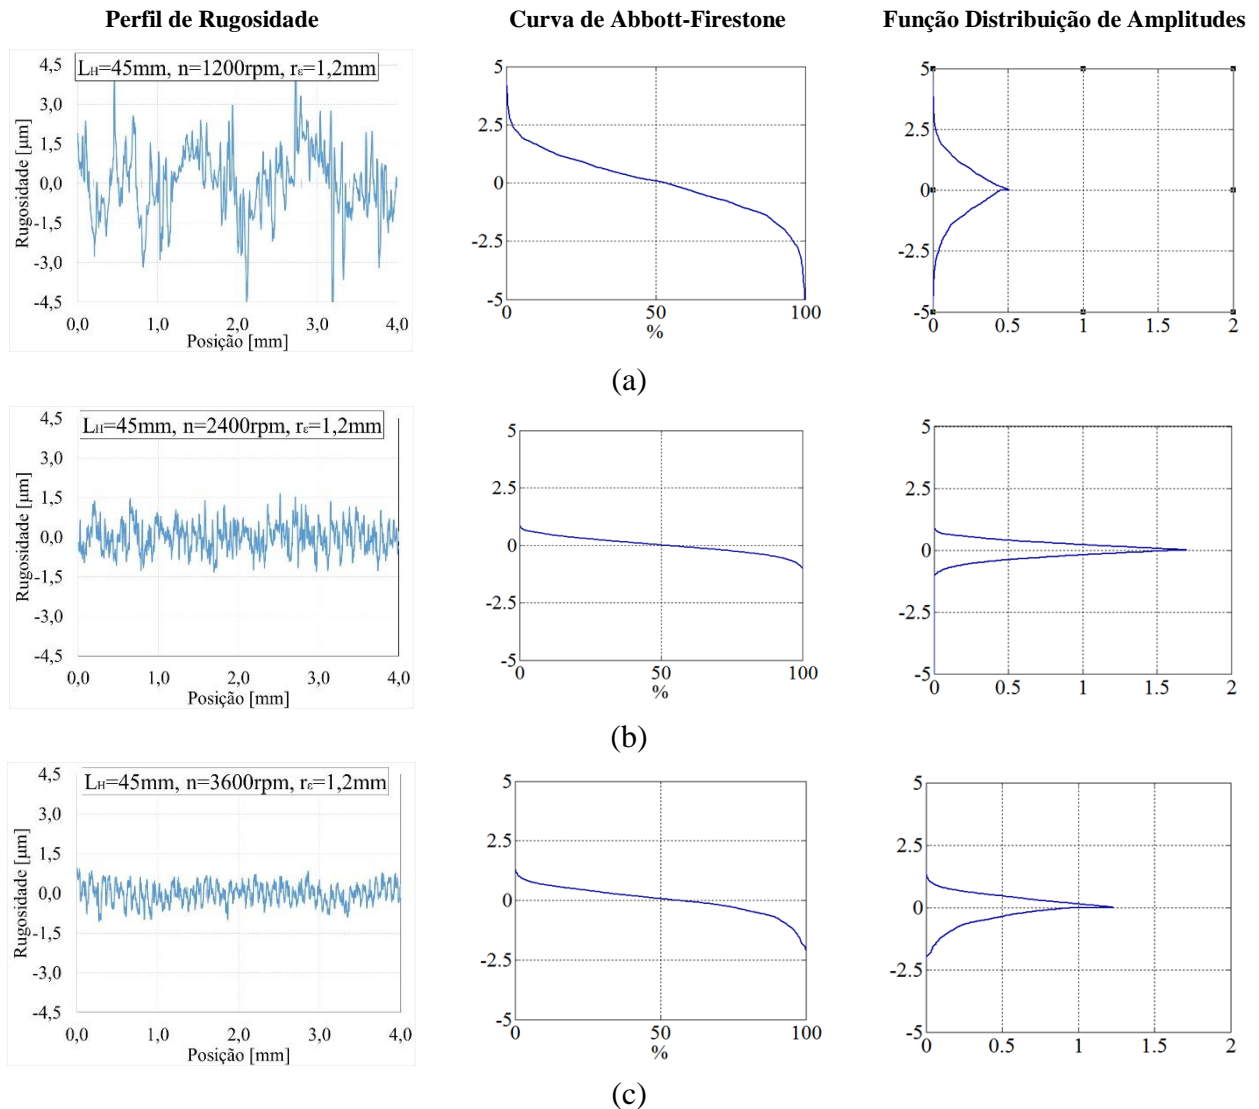 Perfil de Rugosidade
Curva de Abbott-Firestone
Função Distribuição de Amplitudes
LH=45mm, n=1200rpm, rε=1,2mm
4,5
3,0
1,5
0,0
-1,5
-3,0
-4,5
Rugosidade [µm]
0,0 1,0 2,0 3,0 4,0
Posição [mm]
5
2.5
0
-2.5
-5
0 50 100
%
5
2.5
0
-2.5
-5
0 0.5 1 1.5 2
(a)
LH=45mm, n=2400rpm, rε=1,2mm
4,5
3,0
1,5
0,0
-1,5
-3,0
-4,5
Rugosidade [µm]
0,0 1,0 2,0 3,0 4,0
Posição [mm]
5
2.5
0
-2.5
-5
0 50 100
%
5
2.5
0
-2.5
-5
0 0.5 1 1.5 2
(b)
LH=45mm, n=3600rpm, rε=1,2mm
4,5
3,0
1,5
0,0
-1,5
-3,0
-4,5
Rugosidade [µm]
0,0 1,0 2,0 3,0 4,0
Posição [mm]
5
2.5
0
-2.5
-5
0 50 100
%
5
2.5
0
-2.5
-5
0 0.5 1 1.5 2
(c)